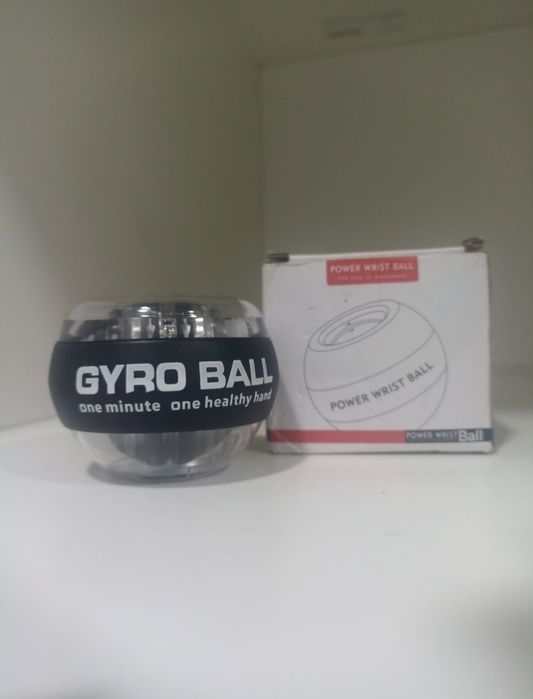 GYRO BALL
one minute one healthy hand
POWER WRIST BALL
POWER WRIST BALL
POWER WRIST Ball